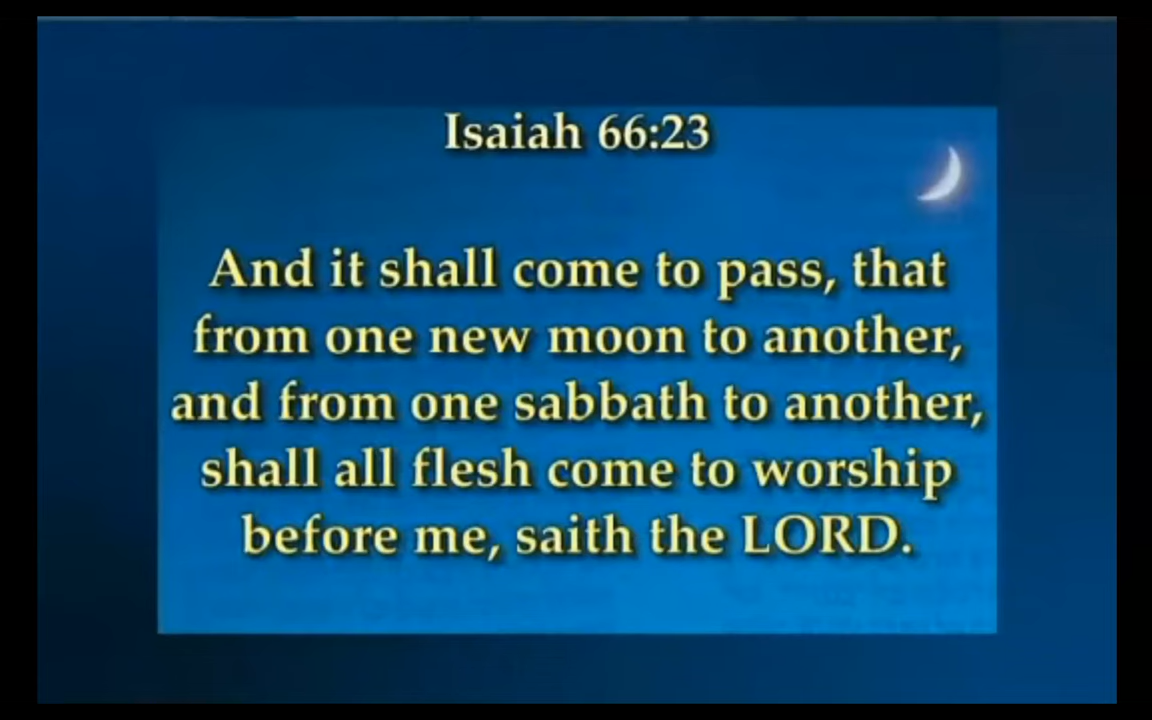 Isaiah 66:23
And it shall come to pass, that
from one new moon to another,
and from one sabbath to another,
shall all flesh come to worship
before me, saith the LORD.